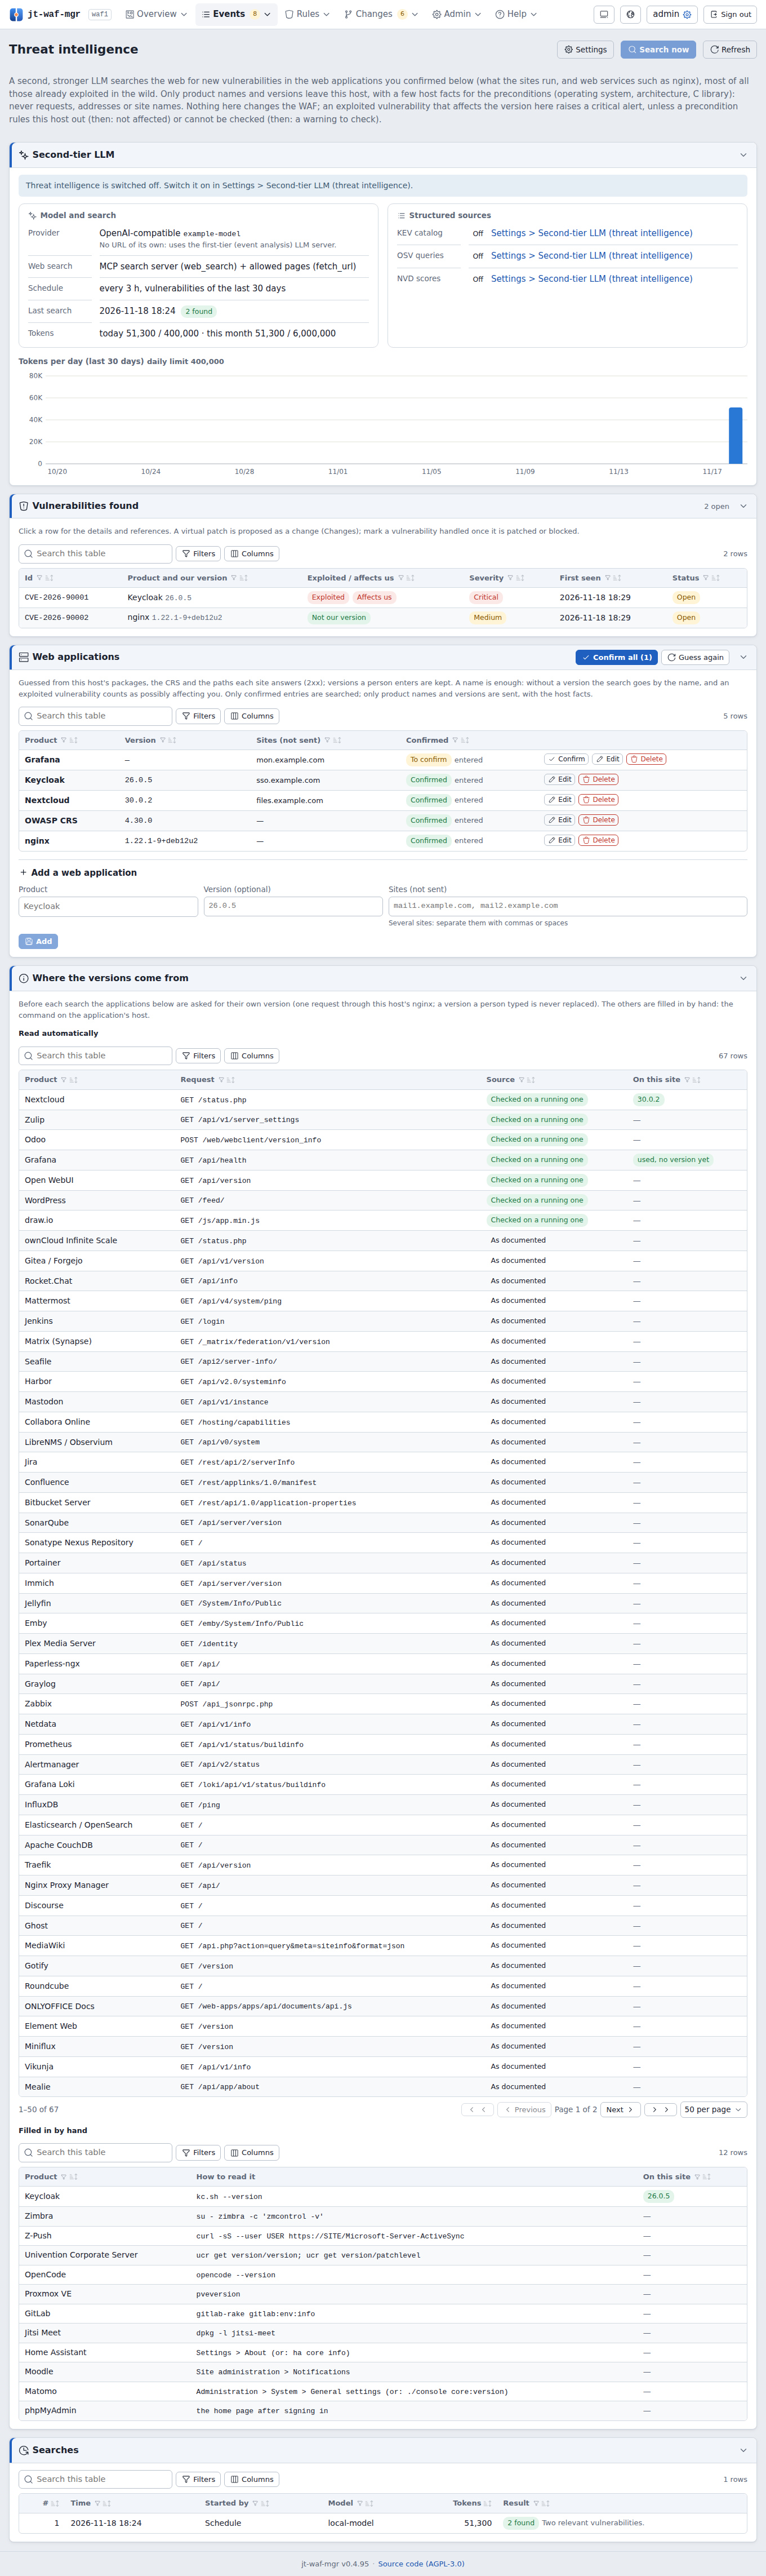 jt-waf-mgr waf1 Overview Events 8 Rules Changes 6 Admin Help admin Sign out
Threat intelligence Settings Search now Refresh
A second, stronger LLM searches the web for new vulnerabilities in the web applications you confirmed below (what the sites run, and web services such as nginx), most of all
those already exploited in the wild. Only product names and versions leave this host, with a few host facts for the preconditions (operating system, architecture, C library):
never requests, addresses or site names. Nothing here changes the WAF; an exploited vulnerability that affects the version here raises a critical alert, unless a precondition
rules this host out (then: not affected) or cannot be checked (then: a warning to check).
Second-tier LLM
Threat intelligence is switched off. Switch it on in Settings > Second-tier LLM (threat intelligence).
Model and search
Provider OpenAI-compatible example-model
No URL of its own: uses the first-tier (event analysis) LLM server.
Web search MCP search server (web_search) + allowed pages (fetch_url)
Schedule every 3 h, vulnerabilities of the last 30 days
Last search 2026-11-18 18:24 2 found
Tokens today 51,300 / 400,000 · this month 51,300 / 6,000,000
Structured sources
KEV catalog Off Settings > Second-tier LLM (threat intelligence)
OSV queries Off Settings > Second-tier LLM (threat intelligence)
NVD scores Off Settings > Second-tier LLM (threat intelligence)
Tokens per day (last 30 days) daily limit 400,000
80K
60K
40K
20K
0
10/20 10/24 10/28 11/01 11/05 11/09 11/13 11/17
Vulnerabilities found 2 open
Click a row for the details and references. A virtual patch is proposed as a change (Changes); mark a vulnerability handled once it is patched or blocked.
Search this table Filters Columns 2 rows
Id Product and our version Exploited / affects us Severity First seen Status
CVE-2026-90001 Keycloak 26.0.5 Exploited Affects us Critical 2026-11-18 18:29 Open
CVE-2026-90002 nginx 1.22.1-9+deb12u2 Not our version Medium 2026-11-18 18:29 Open
Web applications Confirm all (1) Guess again
Guessed from this host's packages, the CRS and the paths each site answers (2xx); versions a person enters are kept. A name is enough: without a version the search goes by the name, and an
exploited vulnerability counts as possibly affecting you. Only confirmed entries are searched; only product names and versions are sent, with the host facts.
Search this table Filters Columns 5 rows
Product Version Sites (not sent) Confirmed
Grafana — mon.example.com To confirm entered Confirm Edit Delete
Keycloak 26.0.5 sso.example.com Confirmed entered Edit Delete
Nextcloud 30.0.2 files.example.com Confirmed entered Edit Delete
OWASP CRS 4.30.0 — Confirmed entered Edit Delete
nginx 1.22.1-9+deb12u2 — Confirmed entered Edit Delete
Add a web application
Product Version (optional) Sites (not sent)
Keycloak 26.0.5 mail1.example.com, mail2.example.com
Several sites: separate them with commas or spaces
Add
Where the versions come from
Before each search the applications below are asked for their own version (one request through this host's nginx; a version a person typed is never replaced). The others are filled in by hand: the
command on the application's host.
Read automatically
Search this table Filters Columns 67 rows
Product Request Source On this site
Nextcloud GET /status.php Checked on a running one 30.0.2
Zulip GET /api/v1/server_settings Checked on a running one —
Odoo POST /web/webclient/version_info Checked on a running one —
Grafana GET /api/health Checked on a running one used, no version yet
Open WebUI GET /api/version Checked on a running one —
WordPress GET /feed/ Checked on a running one —
draw.io GET /js/app.min.js Checked on a running one —
ownCloud Infinite Scale GET /status.php As documented —
Gitea / Forgejo GET /api/v1/version As documented —
Rocket.Chat GET /api/info As documented —
Mattermost GET /api/v4/system/ping As documented —
Jenkins GET /login As documented —
Matrix (Synapse) GET /_matrix/federation/v1/version As documented —
Seafile GET /api2/server-info/ As documented —
Harbor GET /api/v2.0/systeminfo As documented —
Mastodon GET /api/v1/instance As documented —
Collabora Online GET /hosting/capabilities As documented —
LibreNMS / Observium GET /api/v0/system As documented —
Jira GET /rest/api/2/serverInfo As documented —
Confluence GET /rest/applinks/1.0/manifest As documented —
Bitbucket Server GET /rest/api/1.0/application-properties As documented —
SonarQube GET /api/server/version As documented —
Sonatype Nexus Repository GET / As documented —
Portainer GET /api/status As documented —
Immich GET /api/server/version As documented —
Jellyfin GET /System/Info/Public As documented —
Emby GET /emby/System/Info/Public As documented —
Plex Media Server GET /identity As documented —
Paperless-ngx GET /api/ As documented —
Graylog GET /api/ As documented —
Zabbix POST /api_jsonrpc.php As documented —
Netdata GET /api/v1/info As documented —
Prometheus GET /api/v1/status/buildinfo As documented —
Alertmanager GET /api/v2/status As documented —
Grafana Loki GET /loki/api/v1/status/buildinfo As documented —
InfluxDB GET /ping As documented —
Elasticsearch / OpenSearch GET / As documented —
Apache CouchDB GET / As documented —
Traefik GET /api/version As documented —
Nginx Proxy Manager GET /api/ As documented —
Discourse GET / As documented —
Ghost GET / As documented —
MediaWiki GET /api.php?action=query&meta=siteinfo&format=json As documented —
Gotify GET /version As documented —
Roundcube GET / As documented —
ONLYOFFICE Docs GET /web-apps/apps/api/documents/api.js As documented —
Element Web GET /version As documented —
Miniflux GET /version As documented —
Vikunja GET /api/v1/info As documented —
Mealie GET /api/app/about As documented —
1–50 of 67 Previous Page 1 of 2 Next 50 per page
Filled in by hand
Search this table Filters Columns 12 rows
Product How to read it On this site
Keycloak kc.sh --version 26.0.5
Zimbra su - zimbra -c 'zmcontrol -v' —
Z-Push curl -sS --user USER https://SITE/Microsoft-Server-ActiveSync —
Univention Corporate Server ucr get version/version; ucr get version/patchlevel —
OpenCode opencode --version —
Proxmox VE pveversion —
GitLab gitlab-rake gitlab:env:info —
Jitsi Meet dpkg -l jitsi-meet —
Home Assistant Settings > About (or: ha core info) —
Moodle Site administration > Notifications —
Matomo Administration > System > General settings (or: ./console core:version) —
phpMyAdmin the home page after signing in —
Searches
Search this table Filters Columns 1 rows
# Time Started by Model Tokens Result
1 2026-11-18 18:24 Schedule local-model 51,300 2 found Two relevant vulnerabilities.
jt-waf-mgr v0.4.95 · Source code (AGPL-3.0)